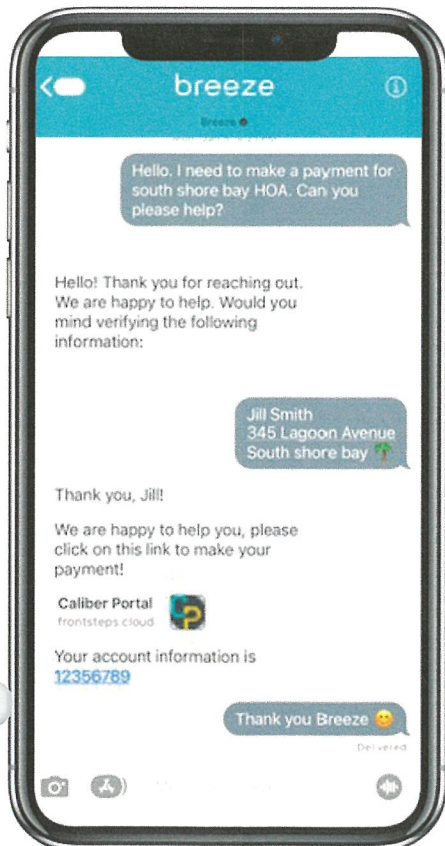 breeze
Breeze
Hello. I need to make a payment for
south shore bay HOA. Can you
please help?
Hello! Thank you for reaching out.
We are happy to help. Would you
mind verifying the following
information:
Jill Smith
345 Lagoon Avenue
South shore bay 🌴
Thank you, Jill!
We are happy to help you, please
click on this link to make your
payment!
Caliber Portal
frontsteps.cloud
CP
Your account information is
12356789
Thank you Breeze 😊
Delivered